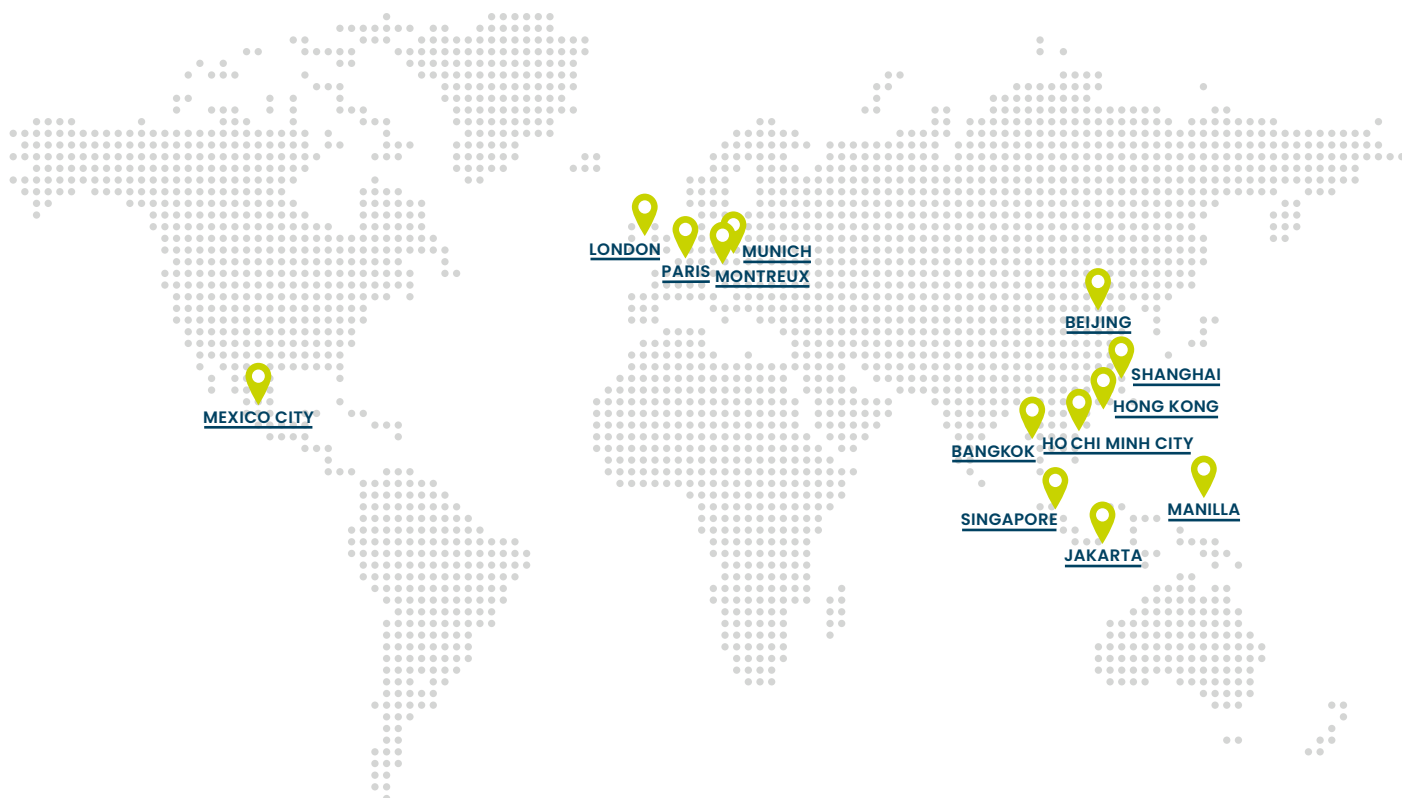 LONDON
MUNICH
PARIS
MONTREUX
BEIJING
SHANGHAI
HONG KONG
MEXICO CITY
HO CHI MINH CITY
BANGKOK
MANILLA
SINGAPORE
JAKARTA